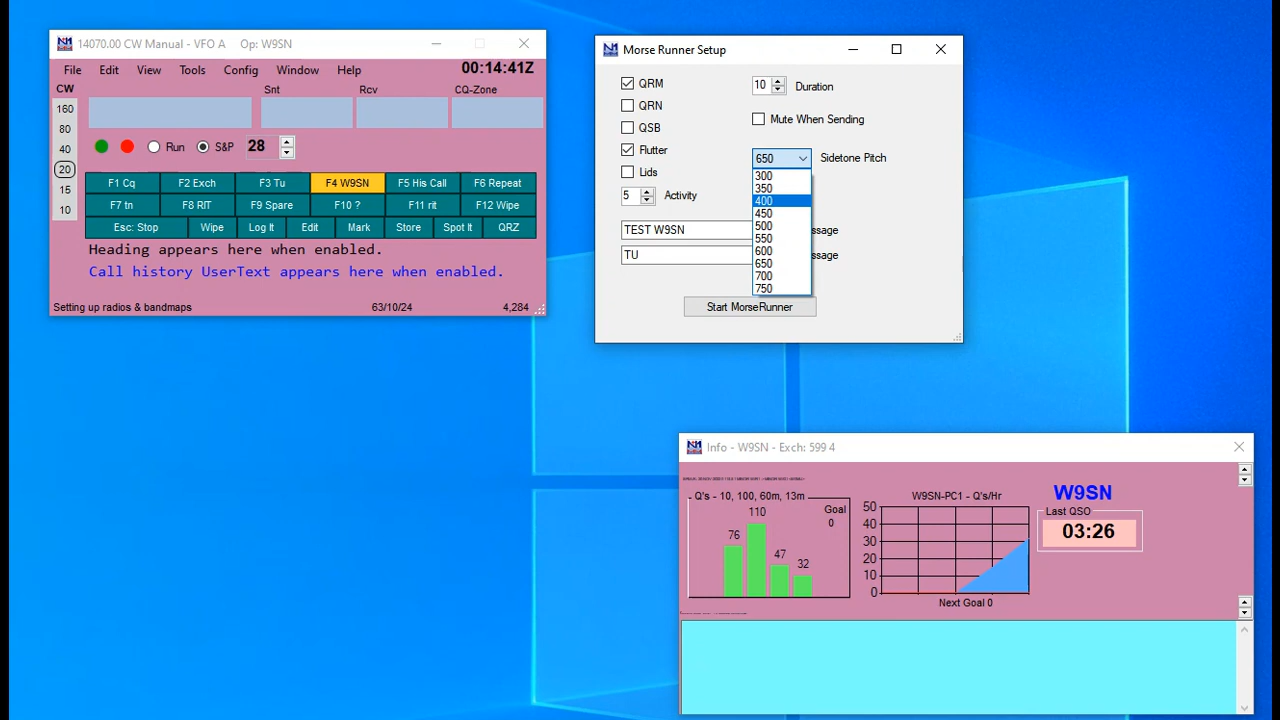 14070.00 CW Manual - VFO A    Op: W9SN
File Edit View Tools Config Window Help 00:14:41Z
CW Snt Rcv CQ-Zone
160
80
40
20
15
10
Run S&P 28
F1 Cq F2 Exch F3 Tu F4 W9SN F5 His Call F6 Repeat
F7 tn F8 RIT F9 Spare F10 ? F11 rit F12 Wipe
Esc: Stop Wipe Log It Edit Mark Store Spot It QRZ
Heading appears here when enabled.
Call history UserText appears here when enabled.
Setting up radios & bandmaps 63/10/24 4,284
Morse Runner Setup
QRM 10 Duration
QRN
QSB Mute When Sending
Flutter 650 Sidetone Pitch
Lids
5 Activity
300
350
400
450
500
550
600
650
700
750
TEST W9SN ssage
TU ssage
Start MorseRunner
Info - W9SN - Exch: 599 4
Q's - 10, 100, 60m, 13m
Goal
0
76 110 47 32
W9SN-PC1 - Q's/Hr
50
40
30
20
10
0
Next Goal 0
W9SN
Last QSO
03:26